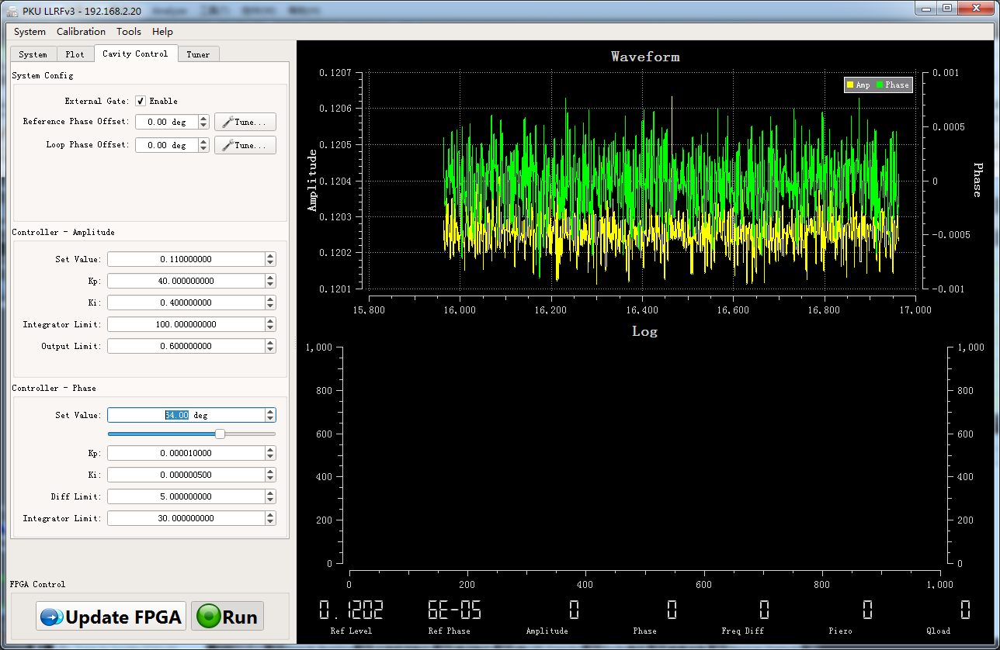 PKU LLRFv3 - 192.168.2.20
System Calibration Tools Help
System Plot Cavity Control Tuner
System Config
External Gate: Enable
Reference Phase Offset: 0.00 deg Tune...
Loop Phase Offset: 0.00 deg Tune...
Controller - Amplitude
Set Value: 0.110000000
Kp: 40.000000000
Ki: 0.400000000
Integrator Limit: 100.000000000
Output Limit: 0.600000000
Controller - Phase
Set Value: 64.00 deg
Kp: 0.000010000
Ki: 0.000000500
Diff Limit: 5.000000000
Integrator Limit: 30.000000000
FPGA Control
Update FPGA Run
Waveform
Amp Phase
Amplitude
0.1207
0.1206
0.1205
0.1204
0.1203
0.1202
0.1201
0.001
0.0005
0
-0.0005
-0.001
Phase
15,800 16,000 16,200 16,400 16,600 16,800 17,000
Log
1,000
800
600
400
200
0
1,000
800
600
400
200
0
0 200 400 600 800 1,000
0.1202 6E-05 0 0 0 0 0
Ref Level Ref Phase Amplitude Phase Freq Diff Piezo Qload